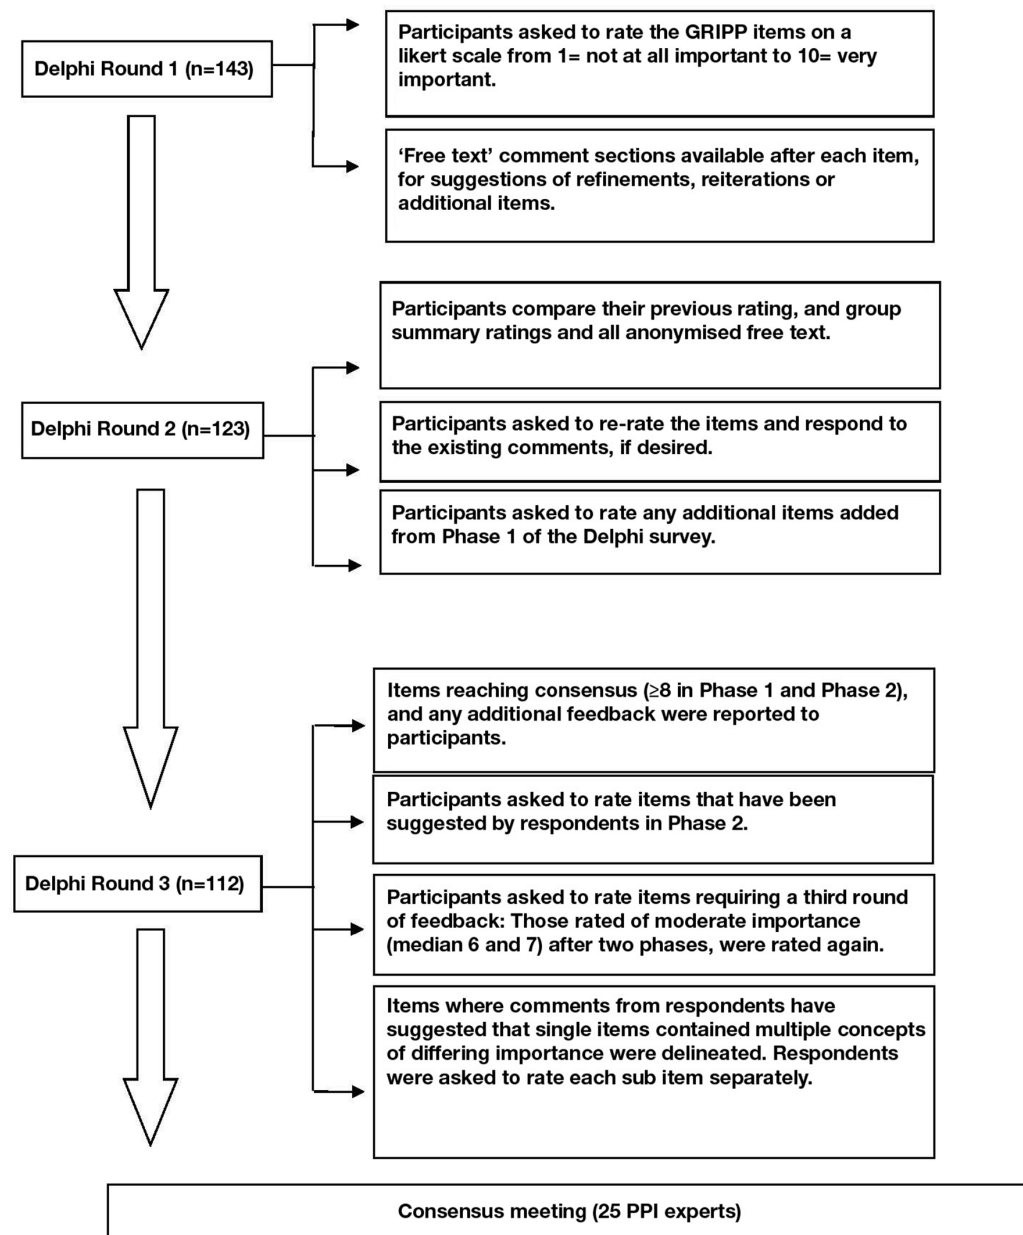 Delphi Round 1 (n=143)
Participants asked to rate the GRIPP items on a
likert scale from 1= not at all important to 10= very
important.
‘Free text’ comment sections available after each item,
for suggestions of refinements, reiterations or
additional items.
Delphi Round 2 (n=123)
Participants compare their previous rating, and group
summary ratings and all anonymised free text.
Participants asked to re-rate the items and respond to
the existing comments, if desired.
Participants asked to rate any additional items added
from Phase 1 of the Delphi survey.
Delphi Round 3 (n=112)
Items reaching consensus (≥8 in Phase 1 and Phase 2),
and any additional feedback were reported to
participants.
Participants asked to rate items that have been
suggested by respondents in Phase 2.
Participants asked to rate items requiring a third round
of feedback: Those rated of moderate importance
(median 6 and 7) after two phases, were rated again.
Items where comments from respondents have
suggested that single items contained multiple concepts
of differing importance were delineated. Respondents
were asked to rate each sub item separately.
Consensus meeting (25 PPI experts)